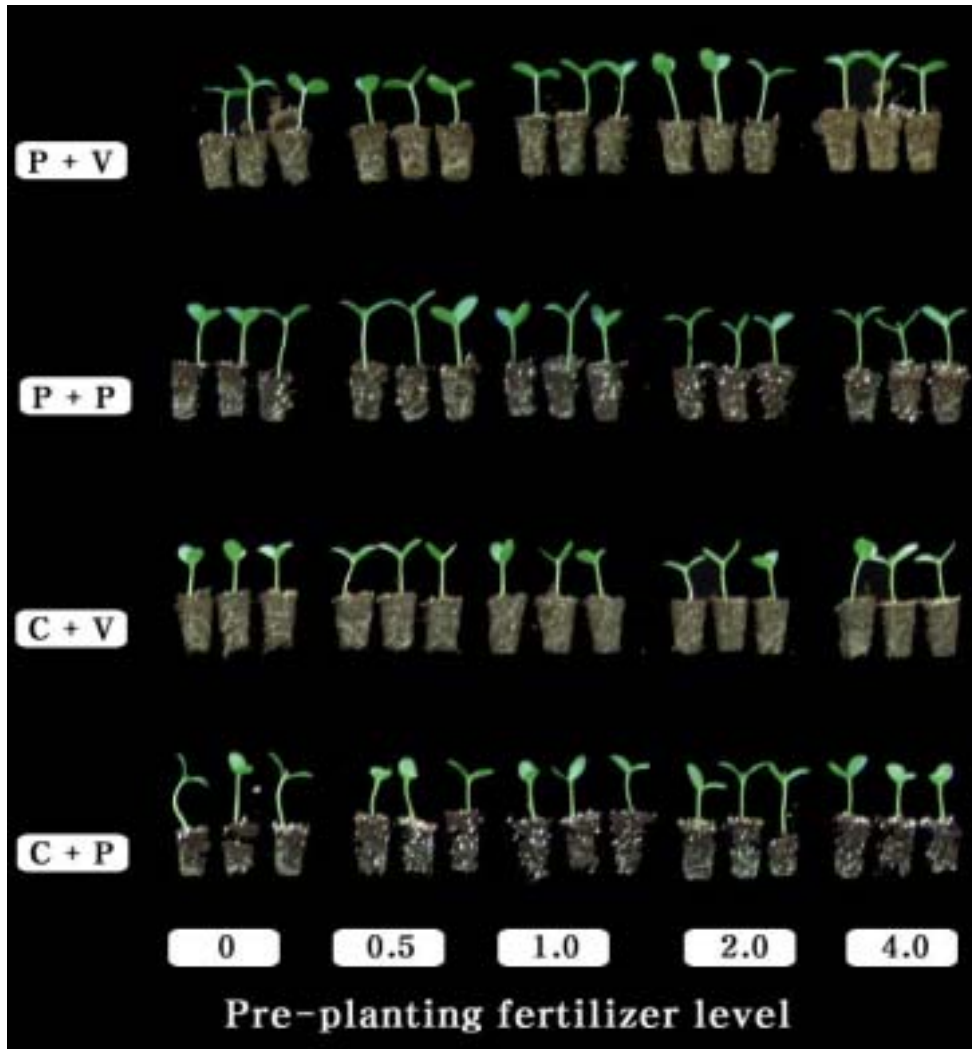 P + V
P + P
C + V
C + P
0 0.5 1.0 2.0 4.0
Pre-planting fertilizer level